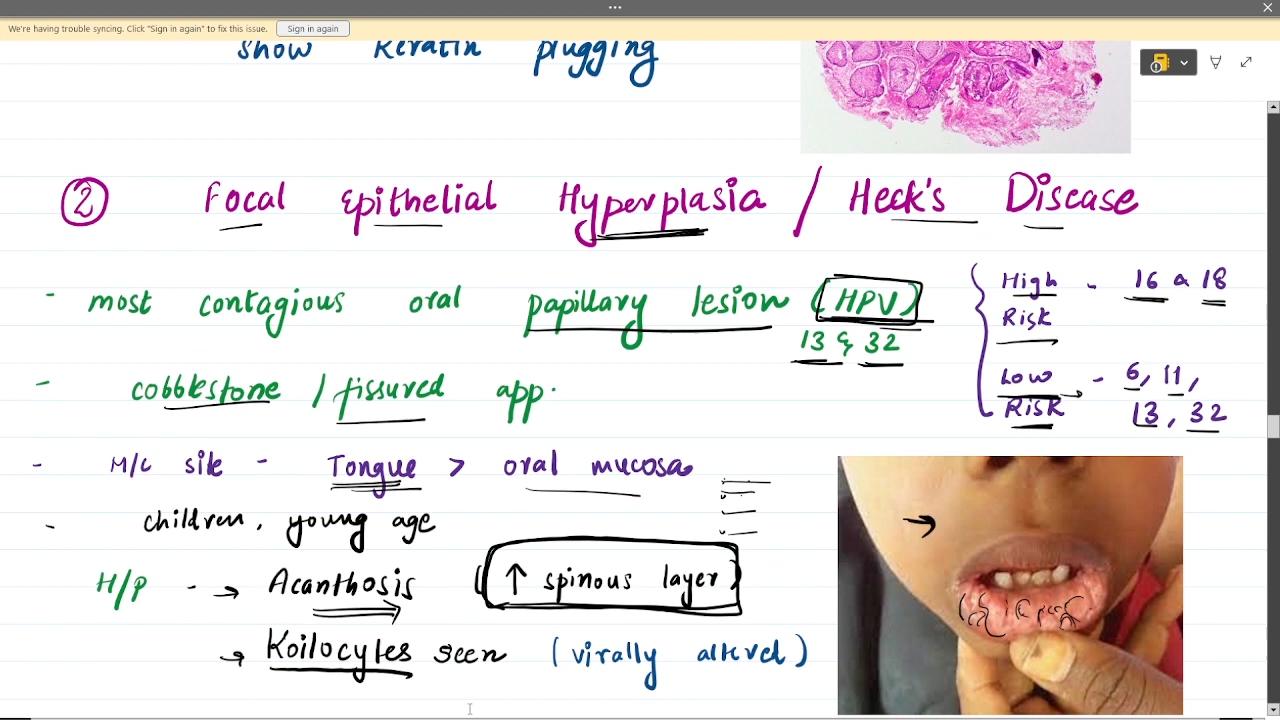 We're having trouble syncing. Click "Sign in again" to fix this issue. Sign in again
show keratin plugging
② Focal Epithelial Hyperplasia / Heck's Disease
- most contagious oral papillary lesion (HPV)
13 & 32
High Risk - 16 & 18
Low Risk - 6, 11,
13, 32
- cobblestone / fissured app.
- M/C site - Tongue > oral mucosa
- children, young age
H/P - → Acanthosis (↑ spinous layer)
→ Koilocytes seen (virally altered)